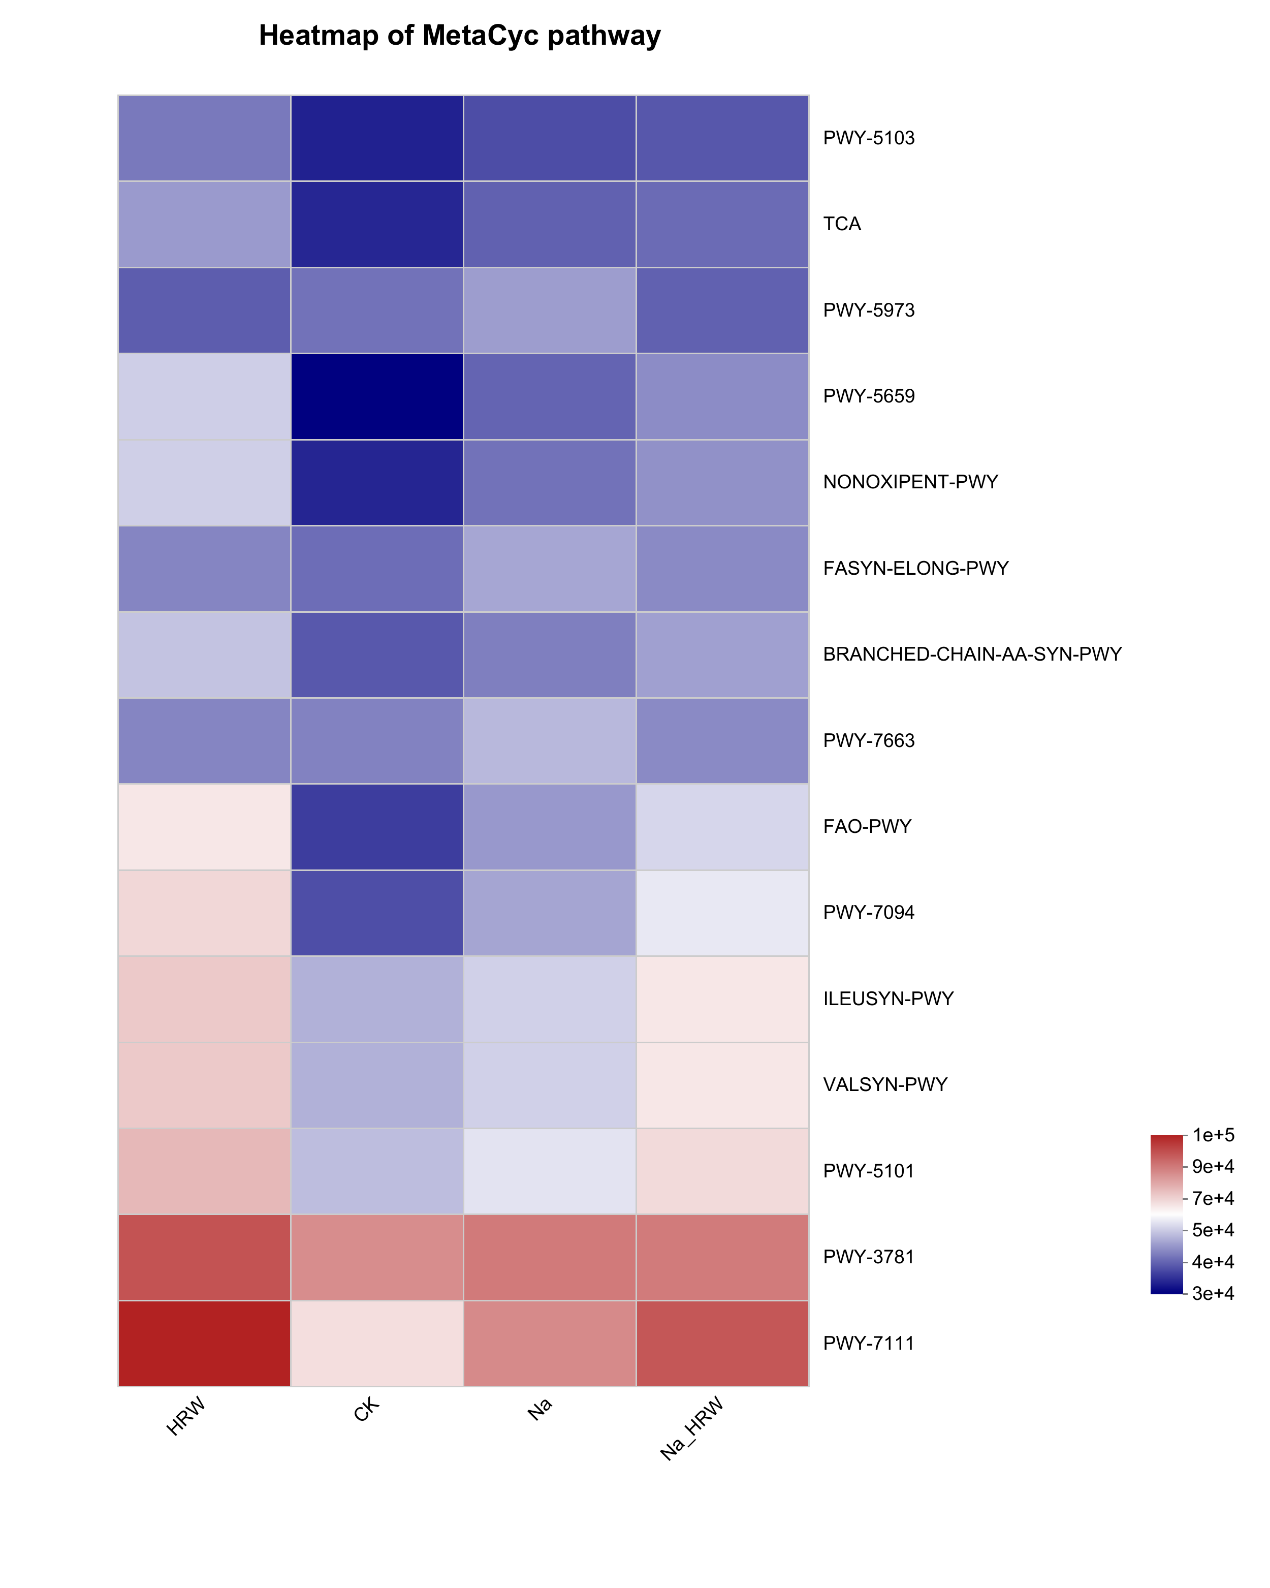 Heatmap of MetaCyc pathway
PWY-5103
TCA
PWY-5973
PWY-5659
NONOXIPENT-PWY
FASYN-ELONG-PWY
BRANCHED-CHAIN-AA-SYN-PWY
PWY-7663
FAO-PWY
PWY-7094
ILEUSYN-PWY
VALSYN-PWY
PWY-5101
PWY-3781
PWY-7111
1e+5
9e+4
7e+4
5e+4
4e+4
3e+4
HRW
CK
Na
Na_HRW